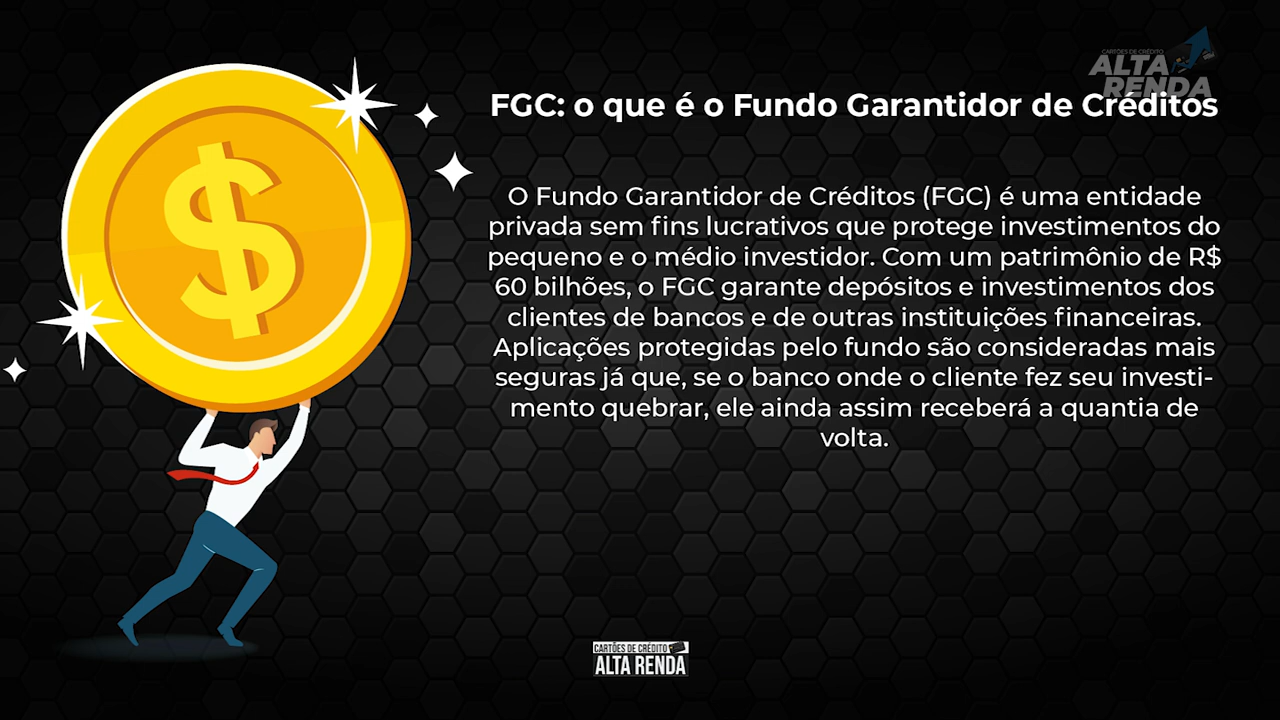 CARTÕES DE CRÉDITO
ALTA
RENDA
FGC: o que é o Fundo Garantidor de Créditos
O Fundo Garantidor de Créditos (FGC) é uma entidade
privada sem fins lucrativos que protege investimentos do
pequeno e o médio investidor. Com um patrimônio de R$
60 bilhões, o FGC garante depósitos e investimentos dos
clientes de bancos e de outras instituições financeiras.
Aplicações protegidas pelo fundo são consideradas mais
seguras já que, se o banco onde o cliente fez seu investi-
mento quebrar, ele ainda assim receberá a quantia de
volta.
CARTÕES DE CRÉDITO
ALTA RENDA